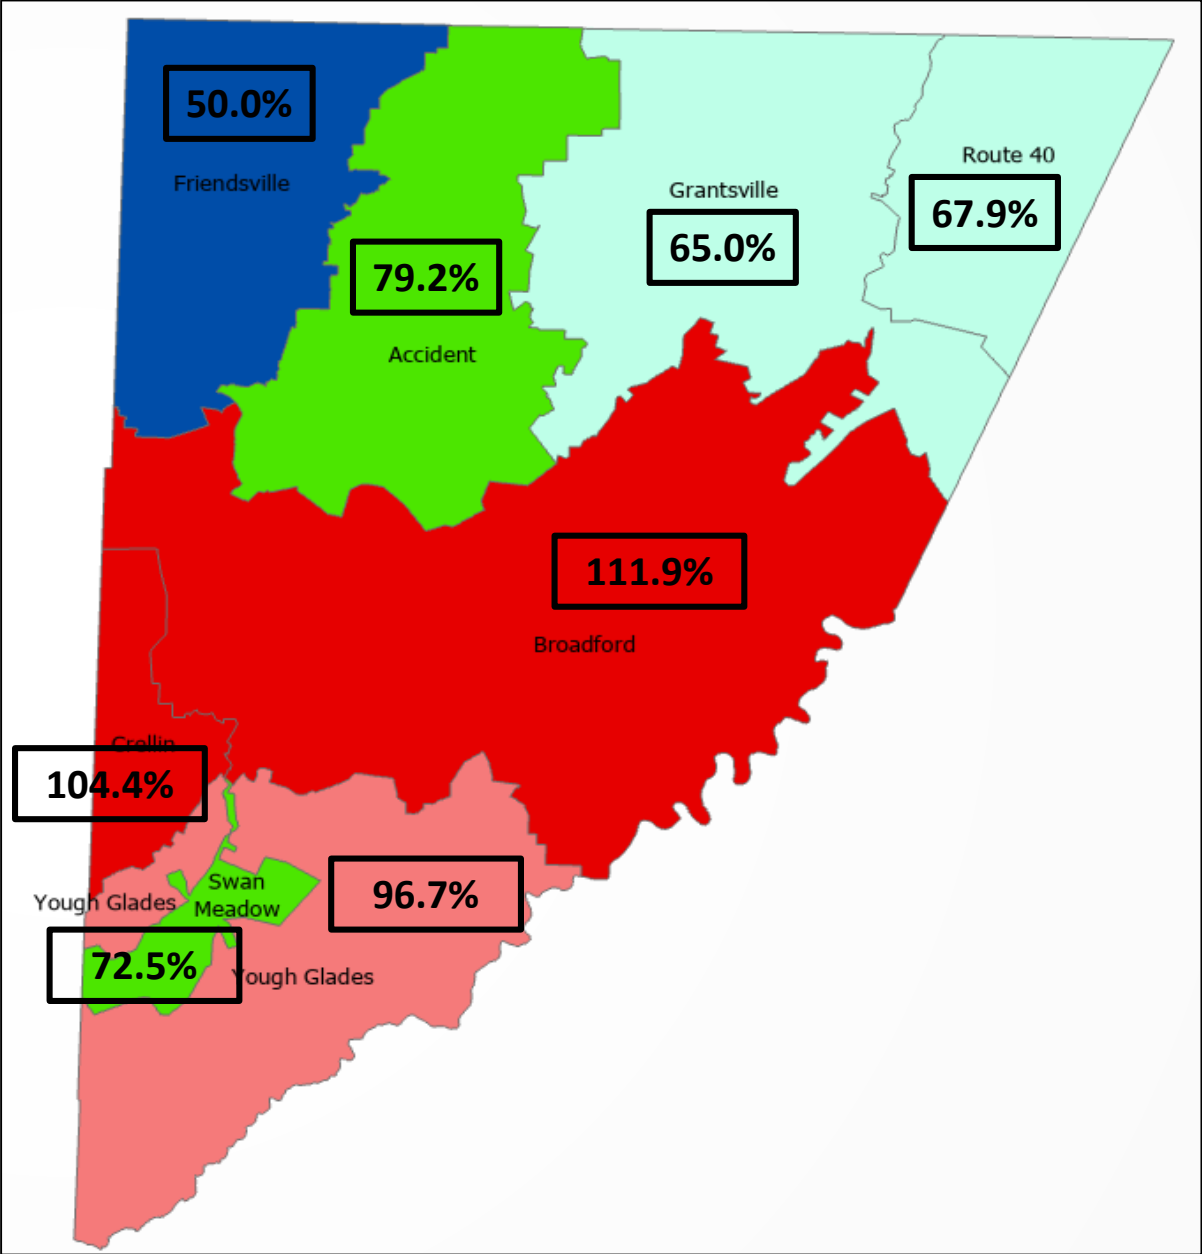 50.0%
Friendsville
Route 40
67.9%
Grantsville
65.0%
79.2%
Accident
111.9%
Broadford
Crellin
104.4%
Swan
Meadow
96.7%
Yough Glades
72.5%
Yough Glades